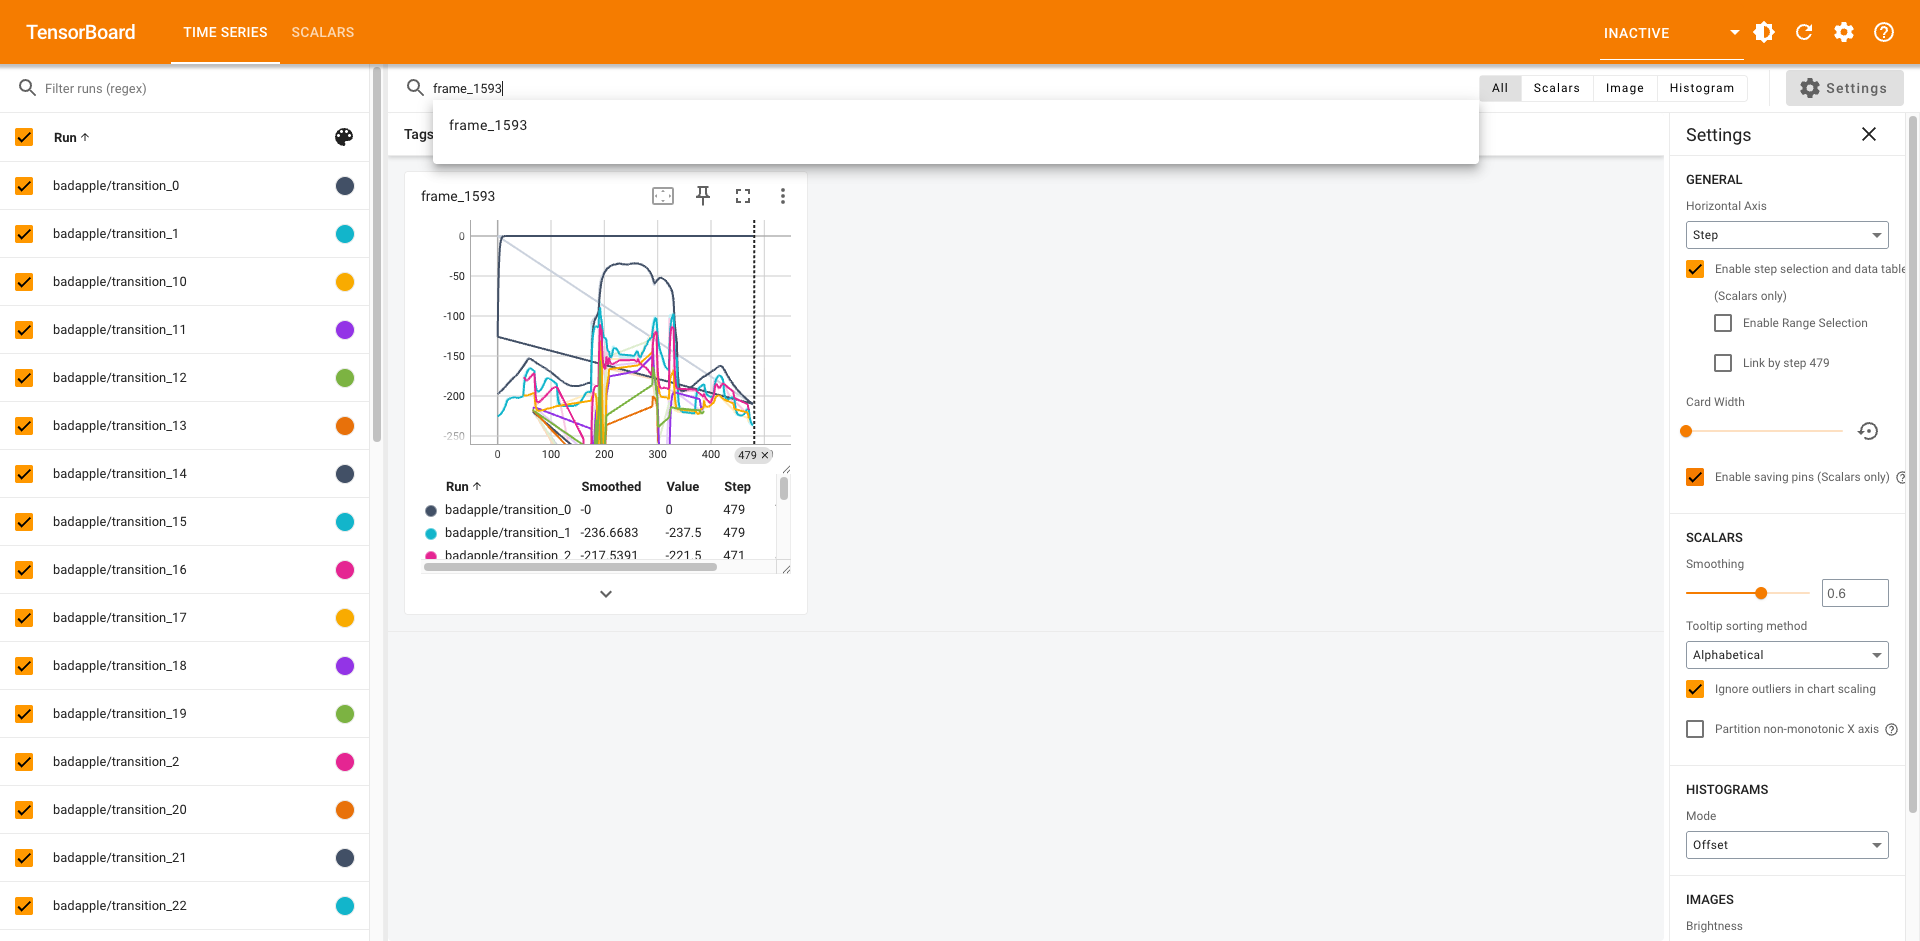 TensorBoard
TIME SERIES
SCALARS
INACTIVE
Filter runs (regex)
Run
badapple/transition_0
badapple/transition_1
badapple/transition_10
badapple/transition_11
badapple/transition_12
badapple/transition_13
badapple/transition_14
badapple/transition_15
badapple/transition_16
badapple/transition_17
badapple/transition_18
badapple/transition_19
badapple/transition_2
badapple/transition_20
badapple/transition_21
badapple/transition_22
frame_1593
frame_1593
All
Scalars
Image
Histogram
Settings
Tags
frame_1593
0
-50
-100
-150
-200
-250
0
100
200
300
400
479
Run Smoothed Value Step
badapple/transition_0 -0 0 479
badapple/transition_1 -236.6683 -237.5 479
badapple/transition_2 -217.5391 -221.5 471
Settings
GENERAL
Horizontal Axis
Step
Enable step selection and data table
(Scalars only)
Enable Range Selection
Link by step 479
Card Width
Enable saving pins (Scalars only)
SCALARS
Smoothing
0.6
Tooltip sorting method
Alphabetical
Ignore outliers in chart scaling
Partition non-monotonic X axis
HISTOGRAMS
Mode
Offset
IMAGES
Brightness